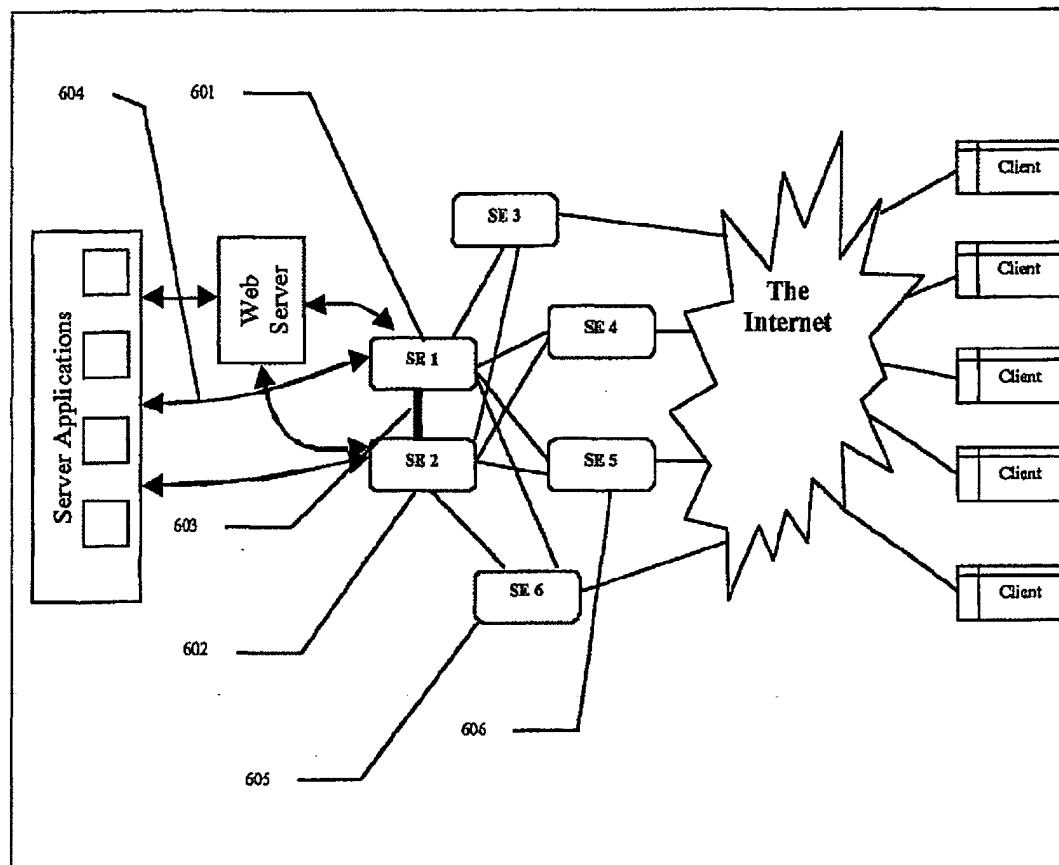 604
601
Client
SE 3
Client
The
Internet
Web
Server
SE 4
SE 1
Client
Server Applications
SE 2
SE 5
Client
603
SE 6
Client
602
606
605